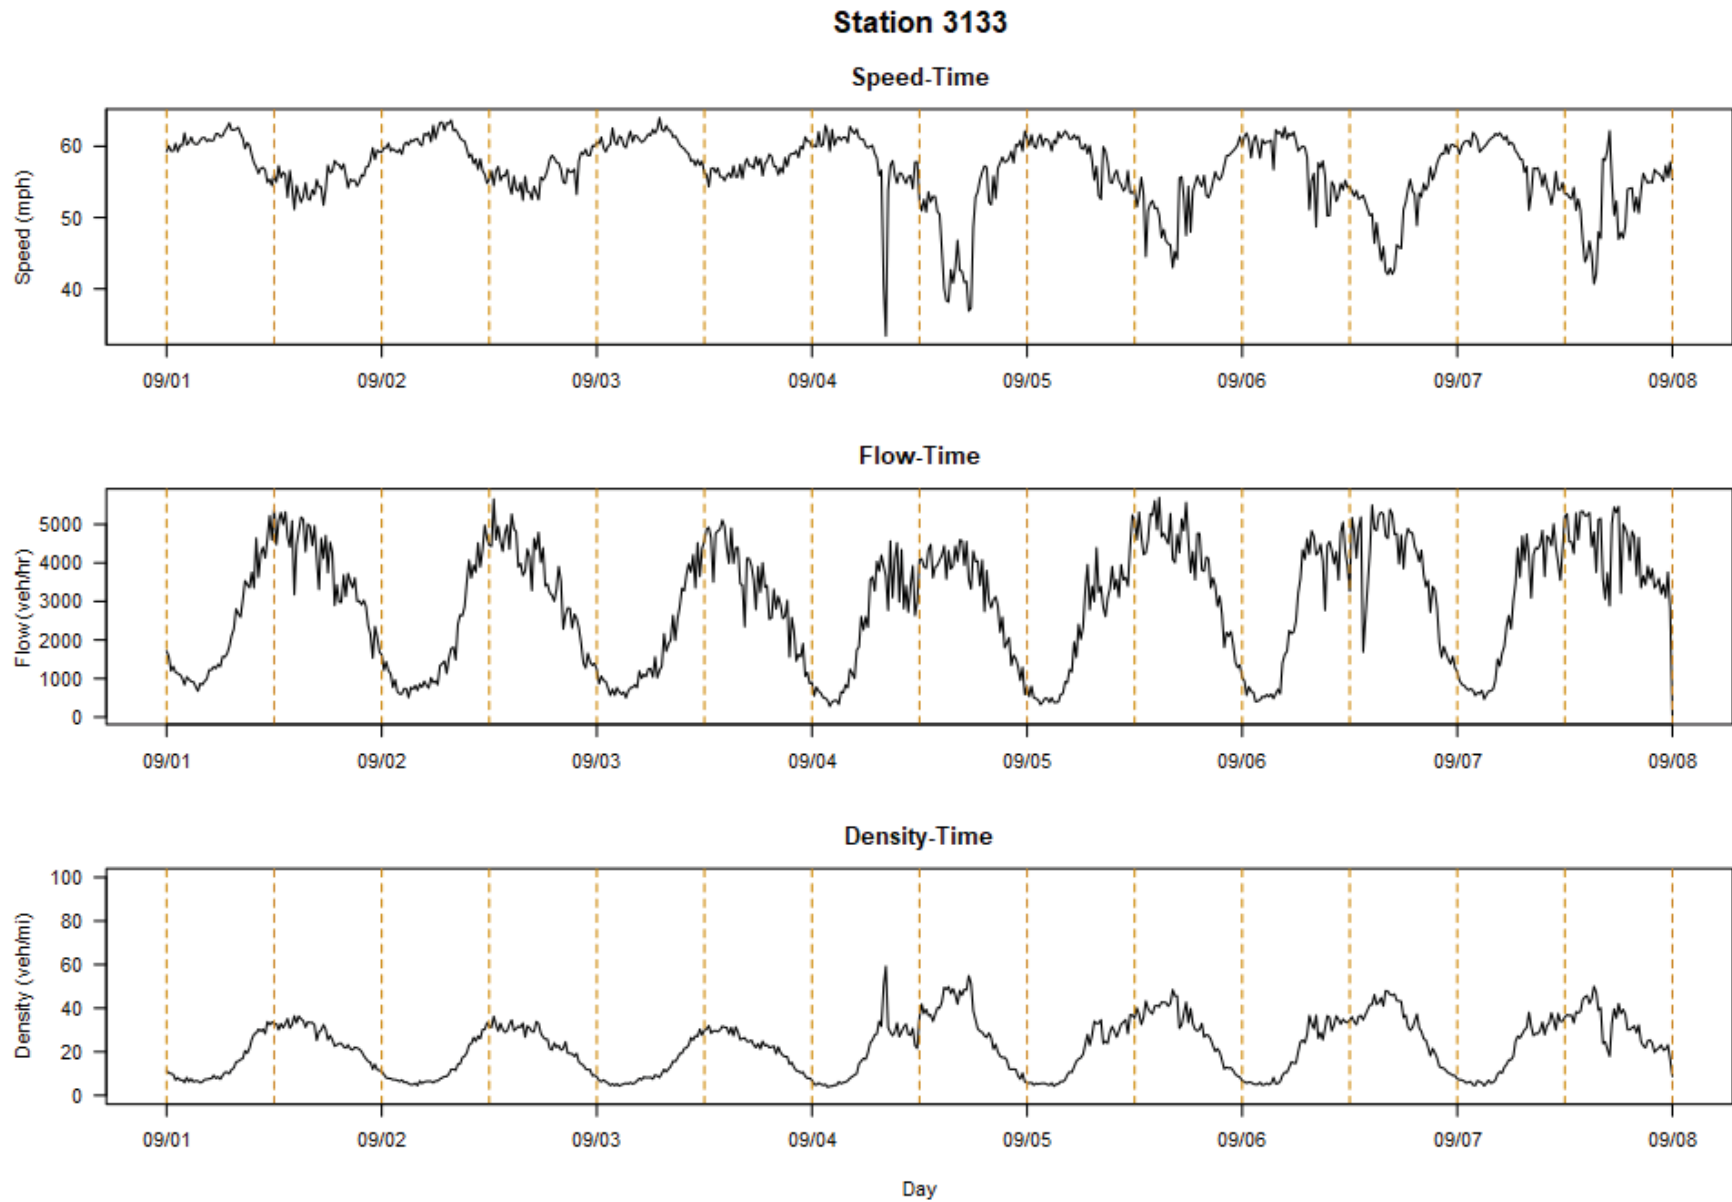 Station 3133
Speed-Time
Speed (mph)
60
50
40
09/01 09/02 09/03 09/04 09/05 09/06 09/07 09/08
Flow-Time
Flow (veh/hr)
5000
4000
3000
2000
1000
0
09/01 09/02 09/03 09/04 09/05 09/06 09/07 09/08
Density-Time
Density (veh/mi)
100
80
60
40
20
0
09/01 09/02 09/03 09/04 09/05 09/06 09/07 09/08
Day